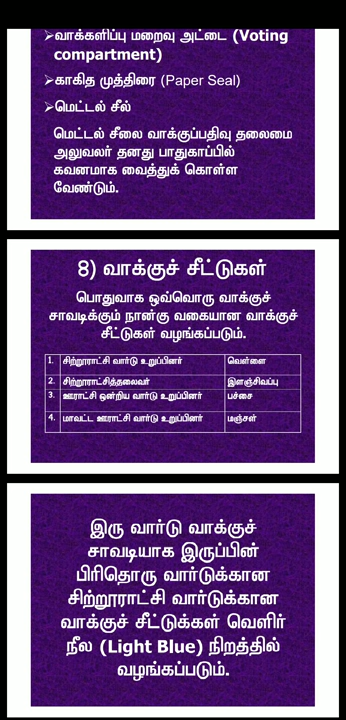 ➢வாக்களிப்பு மறைவு அட்டை (Voting
compartment)
➢காகித முத்திரை (Paper Seal)
➢மெட்டல் சீல்
மெட்டல் சீலை வாக்குப்பதிவு தலைமை
அலுவலர் தனது பாதுகாப்பில்
கவனமாக வைத்துக் கொள்ள
வேண்டும்.
8) வாக்குச் சீட்டுகள்
பொதுவாக ஒவ்வொரு வாக்குச்
சாவடிக்கும் நான்கு வகையான வாக்குச்
சீட்டுகள் வழங்கப்படும்.
1. சிற்றூராட்சி வார்டு உறுப்பினர் வெள்ளை
2. சிற்றூராட்சித்தலைவர் இளஞ்சிவப்பு
3. ஊராட்சி ஒன்றிய வார்டு உறுப்பினர் பச்சை
4. மாவட்ட ஊராட்சி வார்டு உறுப்பினர் மஞ்சள்
இரு வார்டு வாக்குச்
சாவடியாக இருப்பின்
பிரிதொரு வார்டுக்கான
சிற்றூராட்சி வார்டுக்கான
வாக்குச் சீட்டுக்கள் வெளிர்
நீல (Light Blue) நிறத்தில்
வழங்கப்படும்.